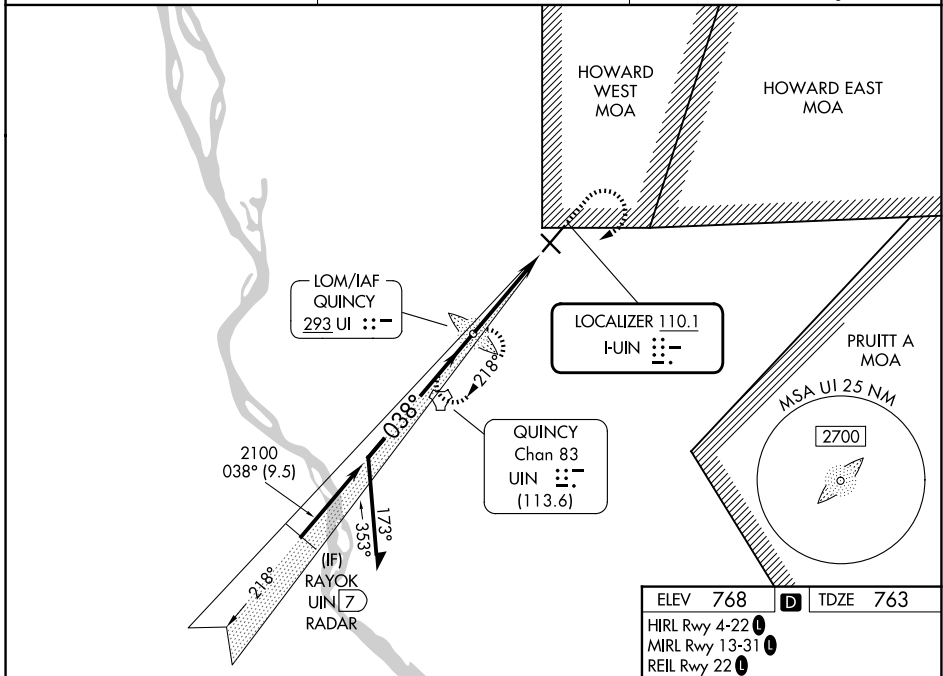 HOWARD
WEST
MOA
HOWARD EAST
MOA
LOM/IAF
QUINCY
293 UI
LOCALIZER 110.1
I-UIN
PRUITT A
MOA
MSA UI 25 NM
2700
218°
038°
QUINCY
Chan 83
UIN
(113.6)
2100
038° (9.5)
173°
353°
218°
(IF)
RAYOK
UIN 7
RADAR
ELEV 768 D TDZE 763
HIRL Rwy 4-22 L
MIRL Rwy 13-31 L
REIL Rwy 22 L